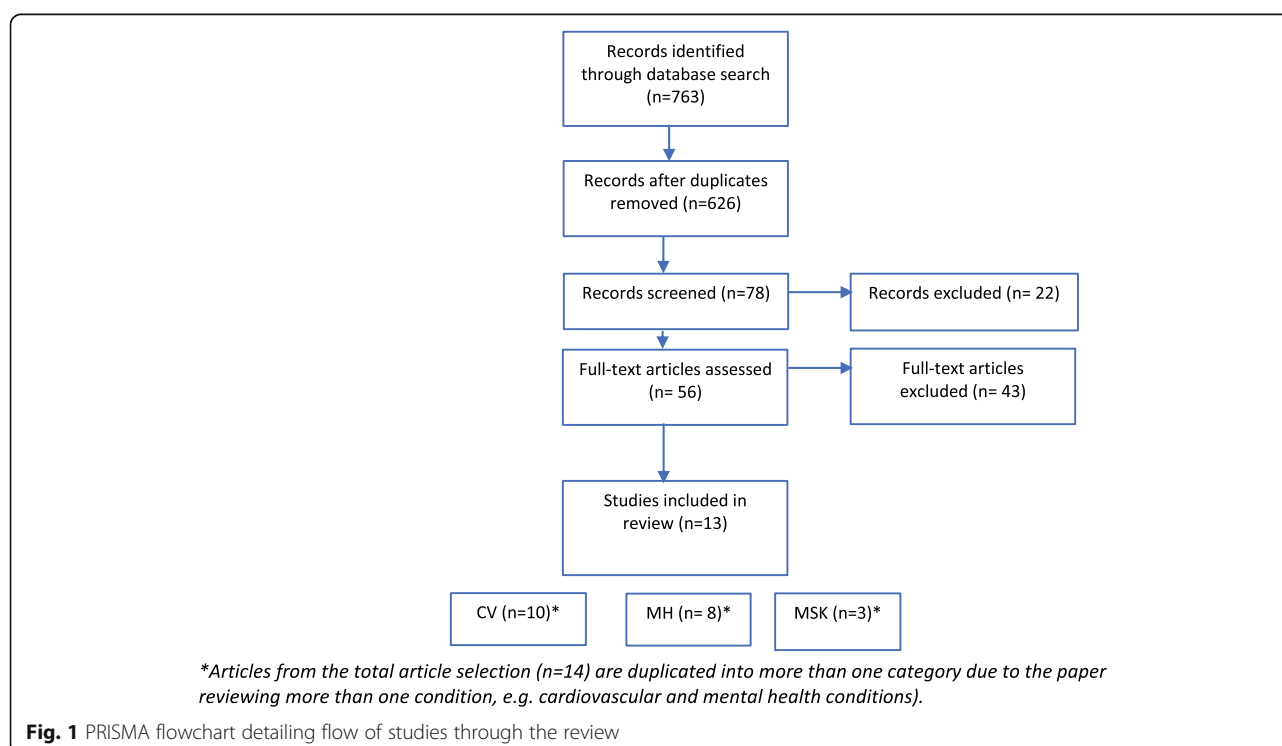 Records identified
through database search
(n=763)
Records after duplicates
removed (n=626)
Records screened (n=78)
Records excluded (n= 22)
Full-text articles assessed
(n= 56)
Full-text articles
excluded (n= 43)
Studies included in
review (n=13)
CV (n=10)*
MH (n= 8)*
MSK (n=3)*
*Articles from the total article selection (n=14) are duplicated into more than one category due to the paper
reviewing more than one condition, e.g. cardiovascular and mental health conditions).
Fig. 1 PRISMA flowchart detailing flow of studies through the review